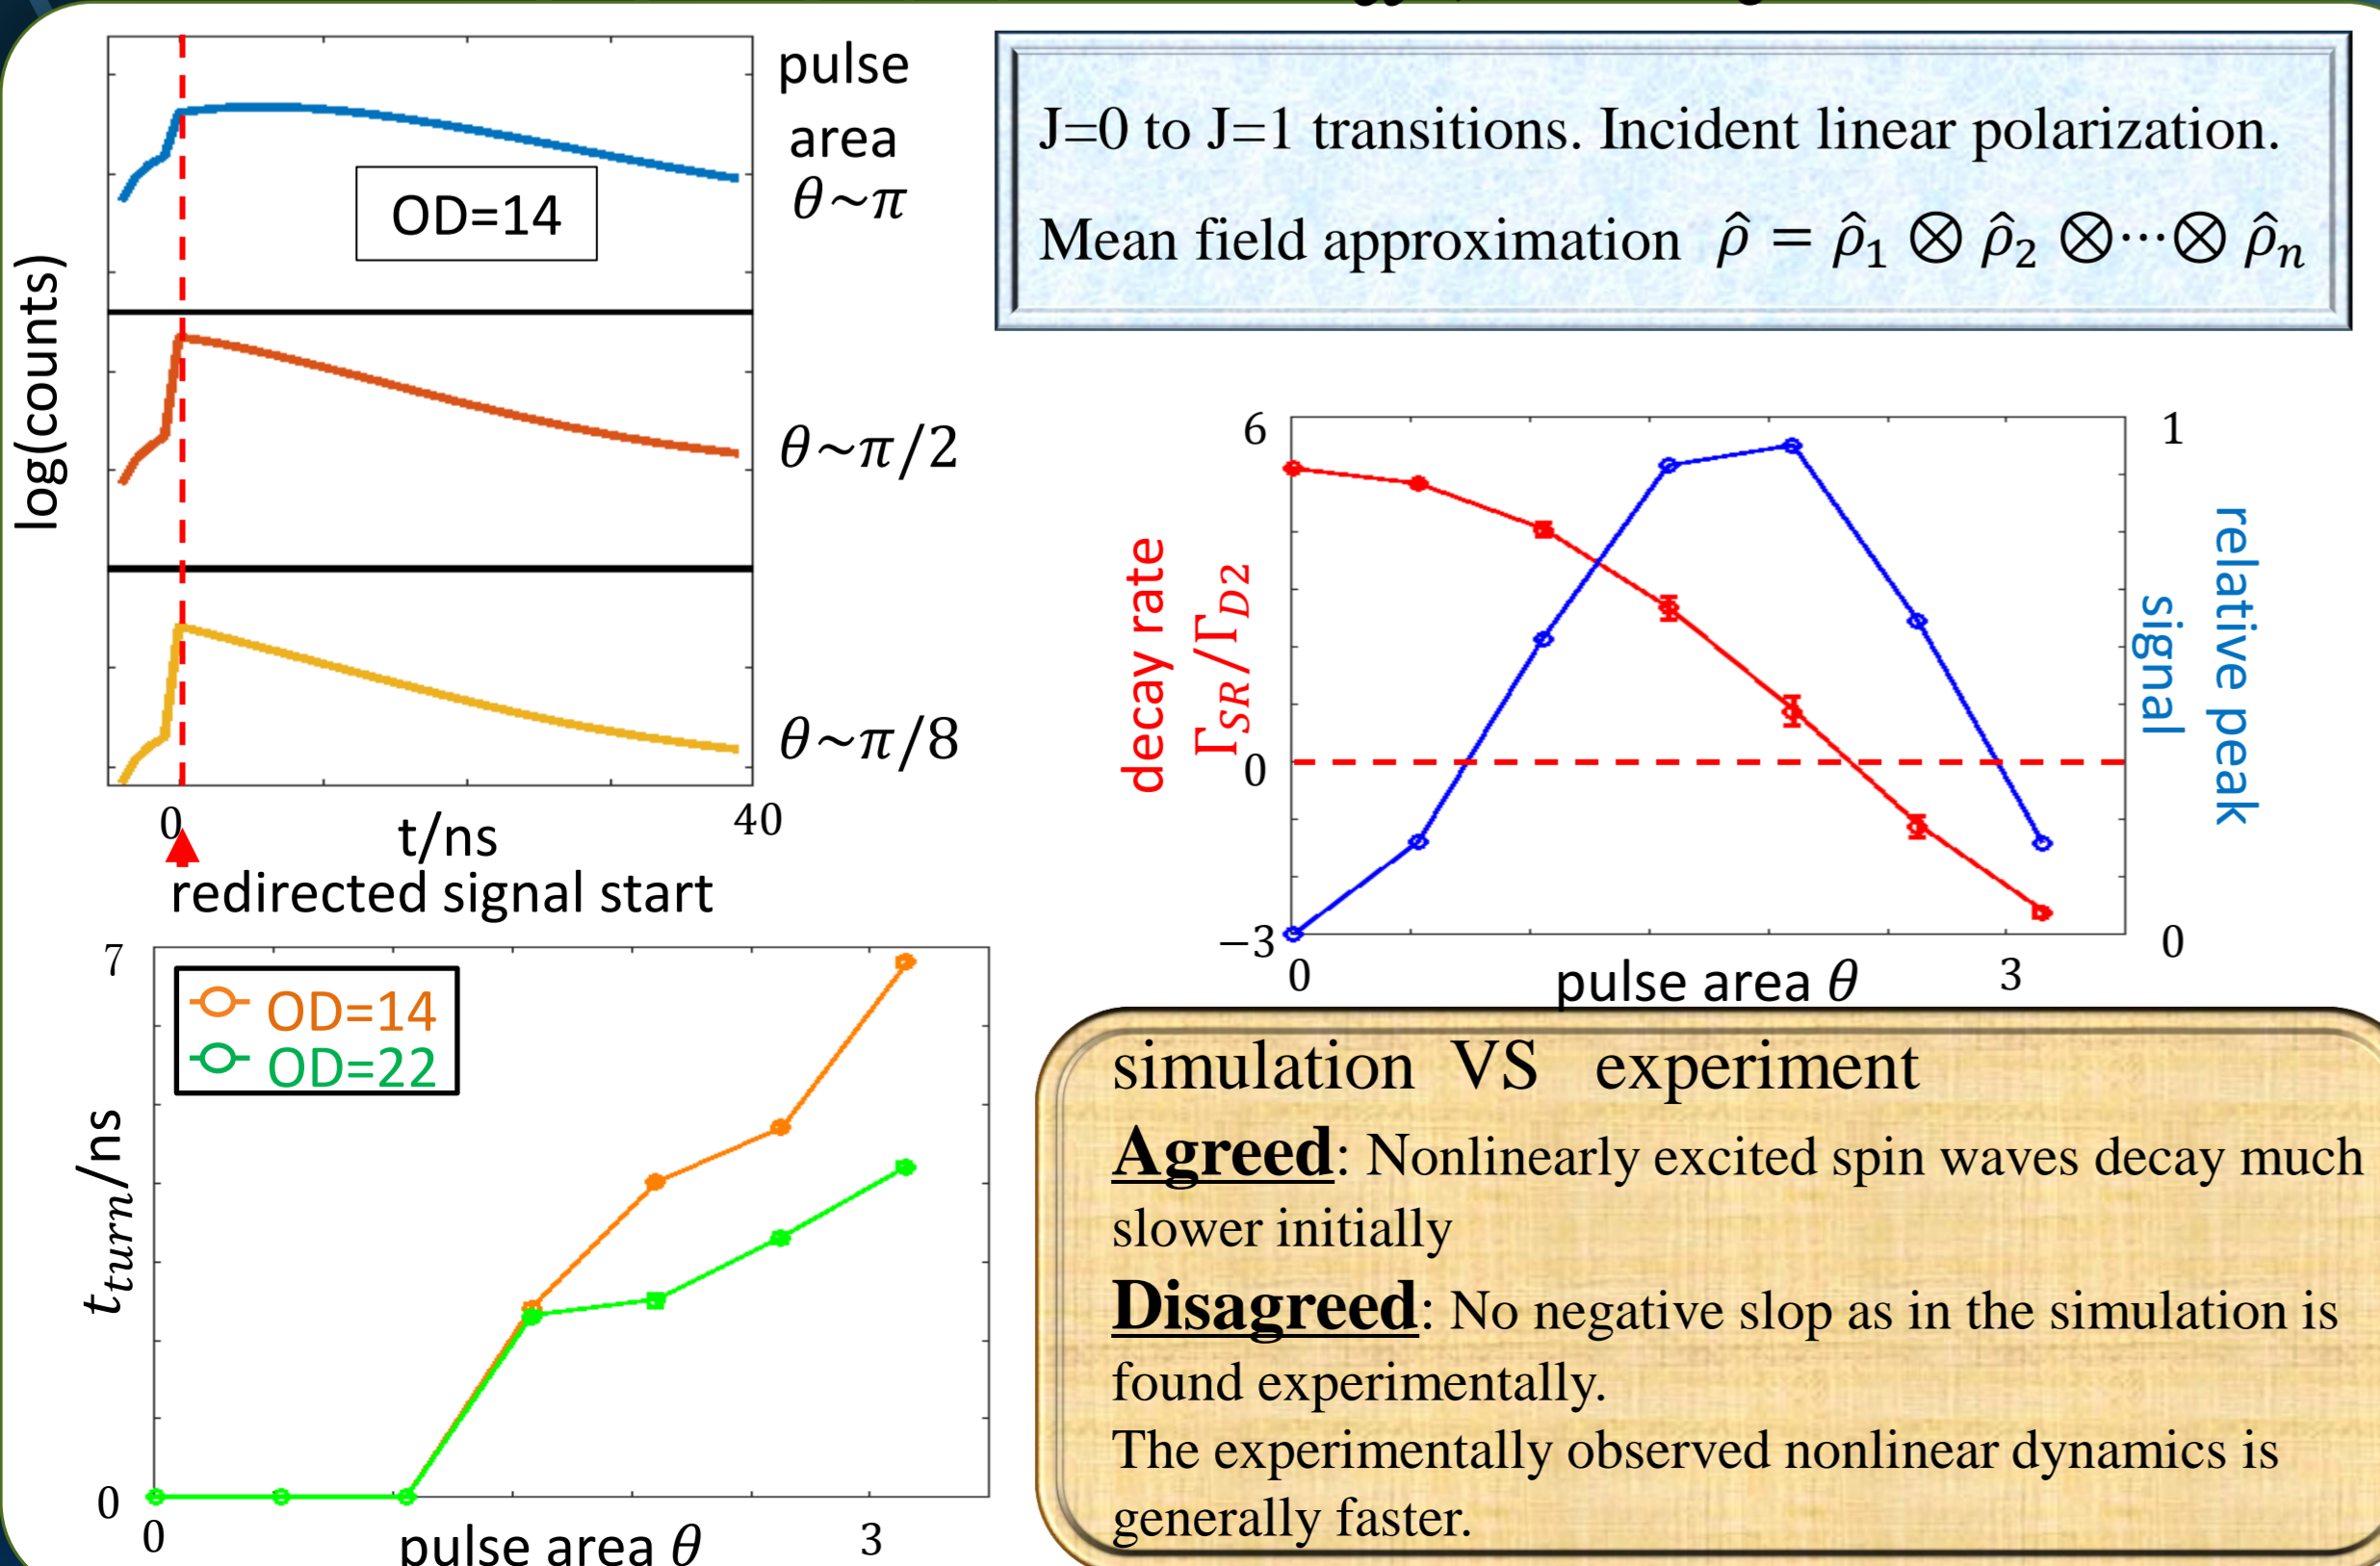 pulse
area
θ~π
OD=14
log(counts)
θ~π/2
θ~π/8
0
40
t/ns
redirected signal start
J=0 to J=1 transitions. Incident linear polarization.
Mean field approximation ρ̂ = ρ̂₁ ⊗ ρ̂₂ ⊗⋯⊗ ρ̂ₙ
6
0
−3
decay rate
Γ_SR/Γ_D2
1
0
relative peak
signal
0
pulse area θ
3
7
OD=14
OD=22
t_turn/ns
0
0
pulse area θ
3
simulation VS experiment
Agreed: Nonlinearly excited spin waves decay much
slower initially
Disagreed: No negative slop as in the simulation is
found experimentally.
The experimentally observed nonlinear dynamics is
generally faster.